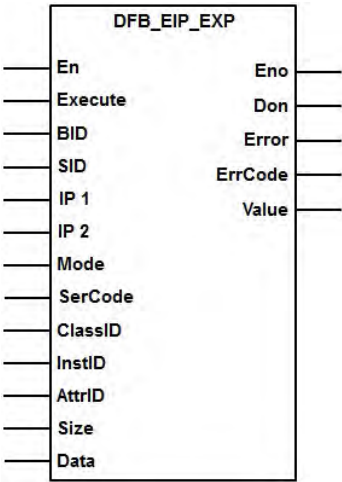 DFB_EIP_EXP
En
Eno
Execute
Don
BID
Error
SID
ErrCode
IP 1
Value
IP 2
Mode
SerCode
ClassID
InstID
AttrID
Size
Data